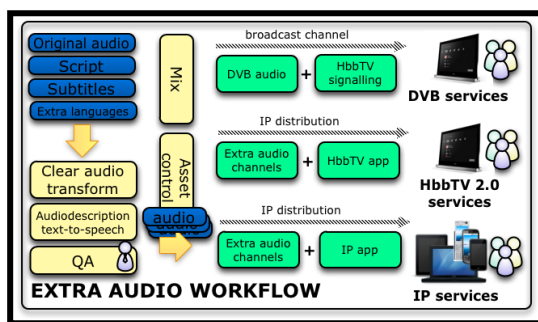 Original audio
Script
Subtitles
Extra languages
Clear audio
transform
Audiodescription
text-to-speech
QA
Mix
Asset
control
audio
broadcast channel
DVB audio
+
HbbTV
signalling
DVB services
IP distribution
Extra audio
channels
+
HbbTV app
HbbTV 2.0
services
IP distribution
Extra audio
channels
+
IP app
IP services
EXTRA AUDIO WORKFLOW